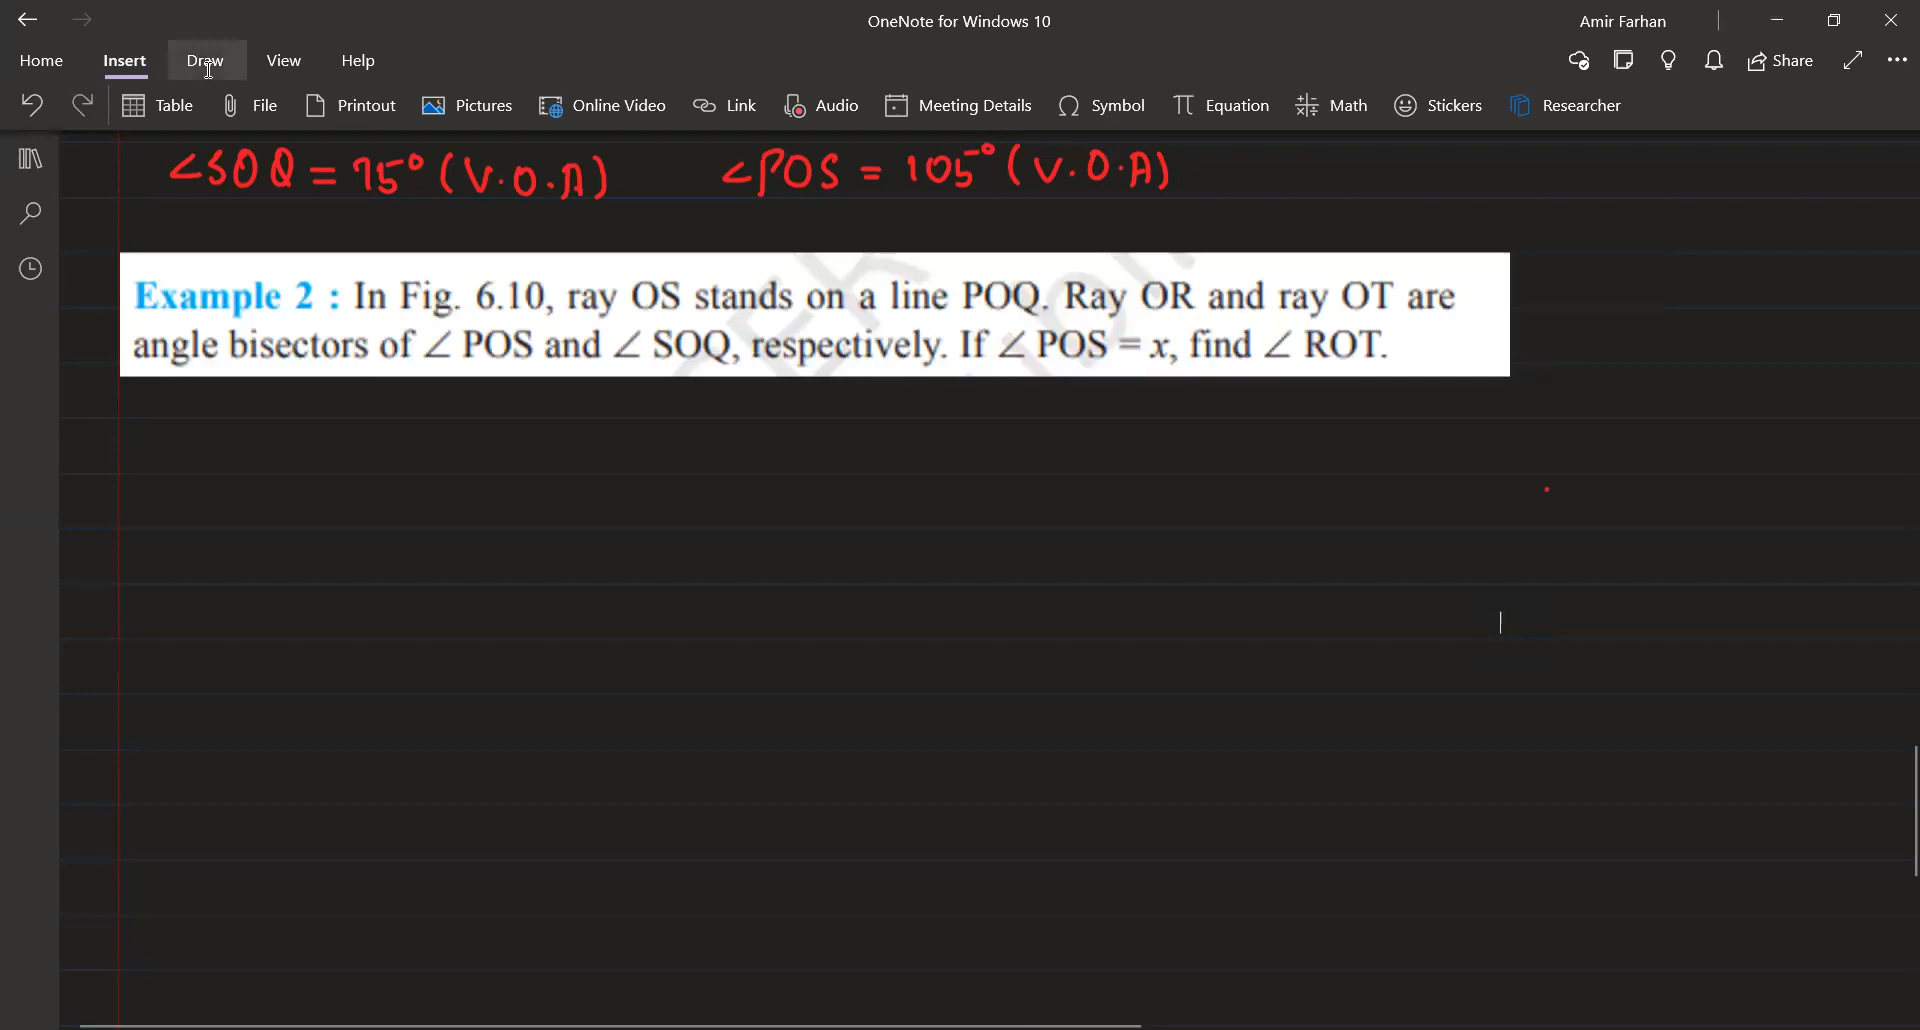 OneNote for Windows 10
Amir Farhan
Home
Insert
Draw
View
Help
Share
Table
File
Printout
Pictures
Online Video
Link
Audio
Meeting Details
Symbol
Equation
Math
Stickers
Researcher
∠SOQ = 75° (V.O.A)
∠POS = 105° (V.O.A)
Example 2 : In Fig. 6.10, ray OS stands on a line POQ. Ray OR and ray OT are
angle bisectors of ∠ POS and ∠ SOQ, respectively. If ∠ POS = x, find ∠ ROT.